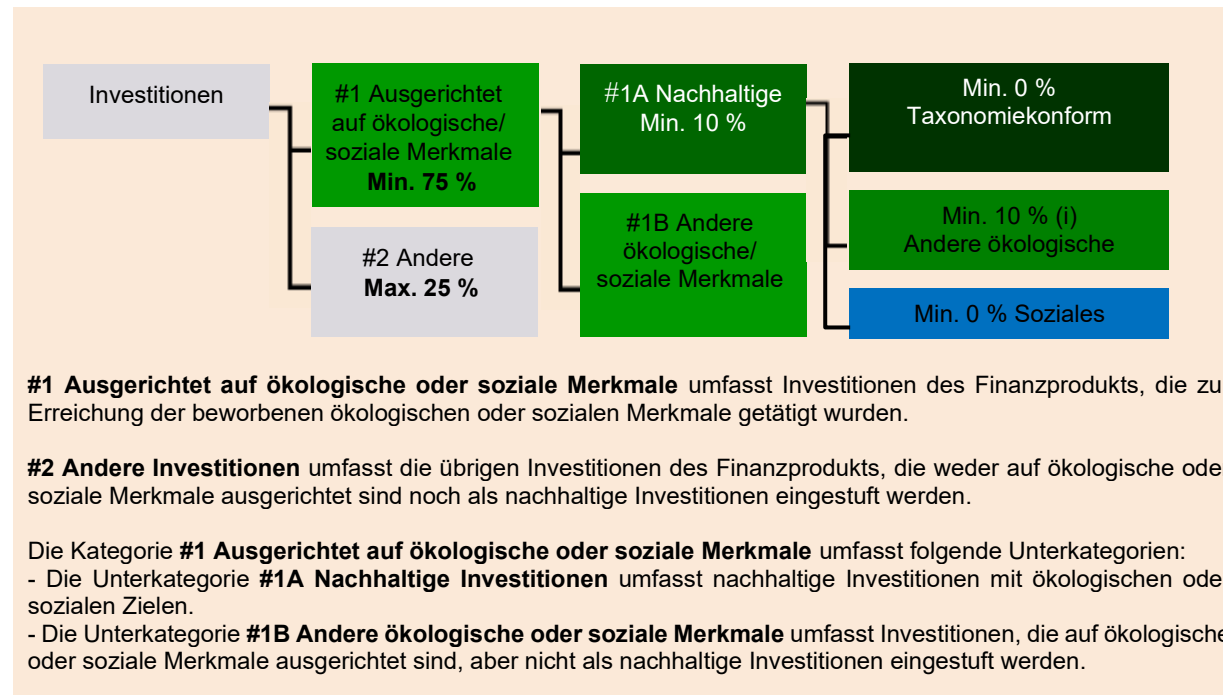 Investitionen
#1 Ausgerichtet
auf ökologische/
soziale Merkmale
Min. 75 %
#2 Andere
Max. 25 %
#1A Nachhaltige
Min. 10 %
#1B Andere
ökologische/
soziale Merkmale
Min. 0 %
Taxonomiekonform
Min. 10 % (i)
Andere ökologische
Min. 0 % Soziales
#1 Ausgerichtet auf ökologische oder soziale Merkmale umfasst Investitionen des Finanzprodukts, die zu
Erreichung der beworbenen ökologischen oder sozialen Merkmale getätigt wurden.
#2 Andere Investitionen umfasst die übrigen Investitionen des Finanzprodukts, die weder auf ökologische ode
soziale Merkmale ausgerichtet sind noch als nachhaltige Investitionen eingestuft werden.
Die Kategorie #1 Ausgerichtet auf ökologische oder soziale Merkmale umfasst folgende Unterkategorien:
- Die Unterkategorie #1A Nachhaltige Investitionen umfasst nachhaltige Investitionen mit ökologischen ode
sozialen Zielen.
- Die Unterkategorie #1B Andere ökologische oder soziale Merkmale umfasst Investitionen, die auf ökologische
oder soziale Merkmale ausgerichtet sind, aber nicht als nachhaltige Investitionen eingestuft werden.